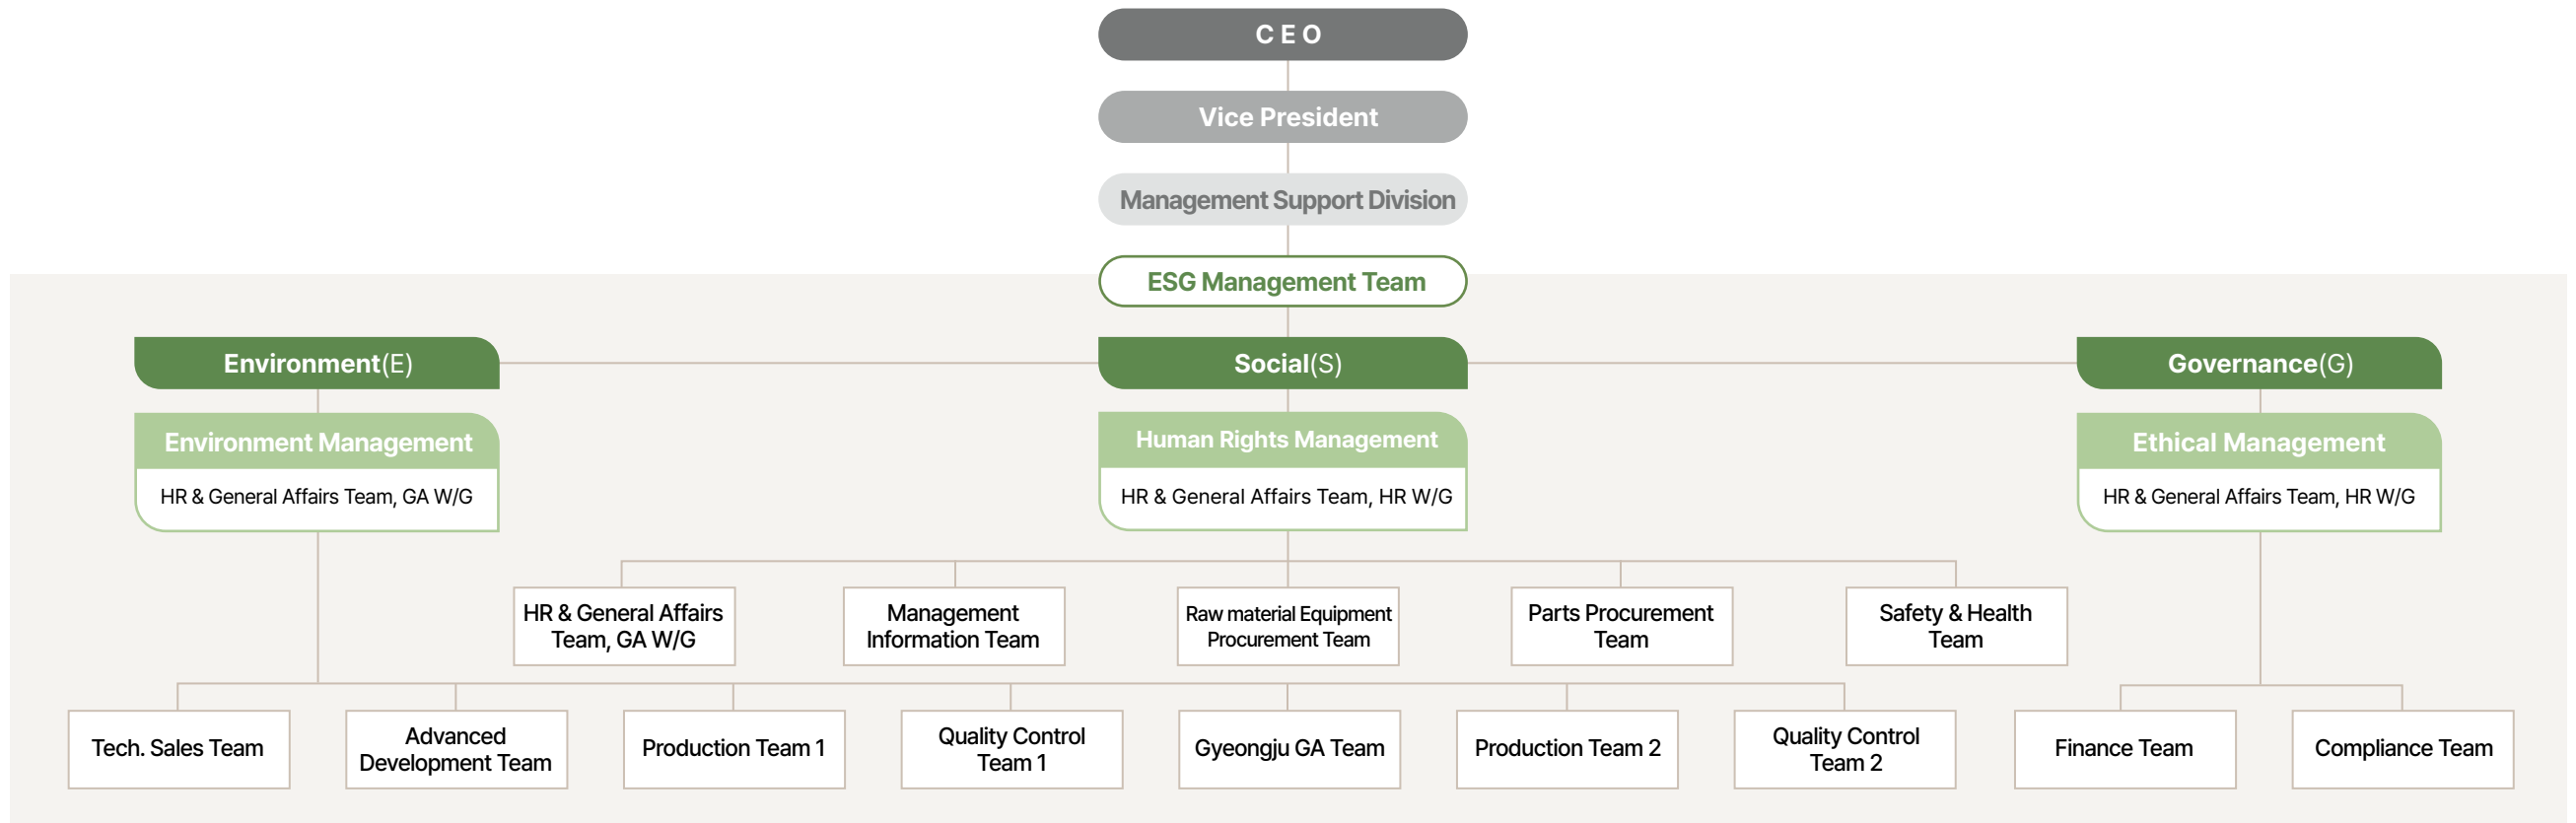 CEO
Vice President
Management Support Division
ESG Management Team
Environment(E)
Social(S)
Governance(G)
Environment Management
HR & General Affairs Team, GA W/G
Human Rights Management
HR & General Affairs Team, HR W/G
Ethical Management
HR & General Affairs Team, HR W/G
HR & General Affairs
Team, GA W/G
Management
Information Team
Raw material Equipment
Procurement Team
Parts Procurement
Team
Safety & Health
Team
Tech. Sales Team
Advanced
Development Team
Production Team 1
Quality Control
Team 1
Gyeongju GA Team
Production Team 2
Quality Control
Team 2
Finance Team
Compliance Team